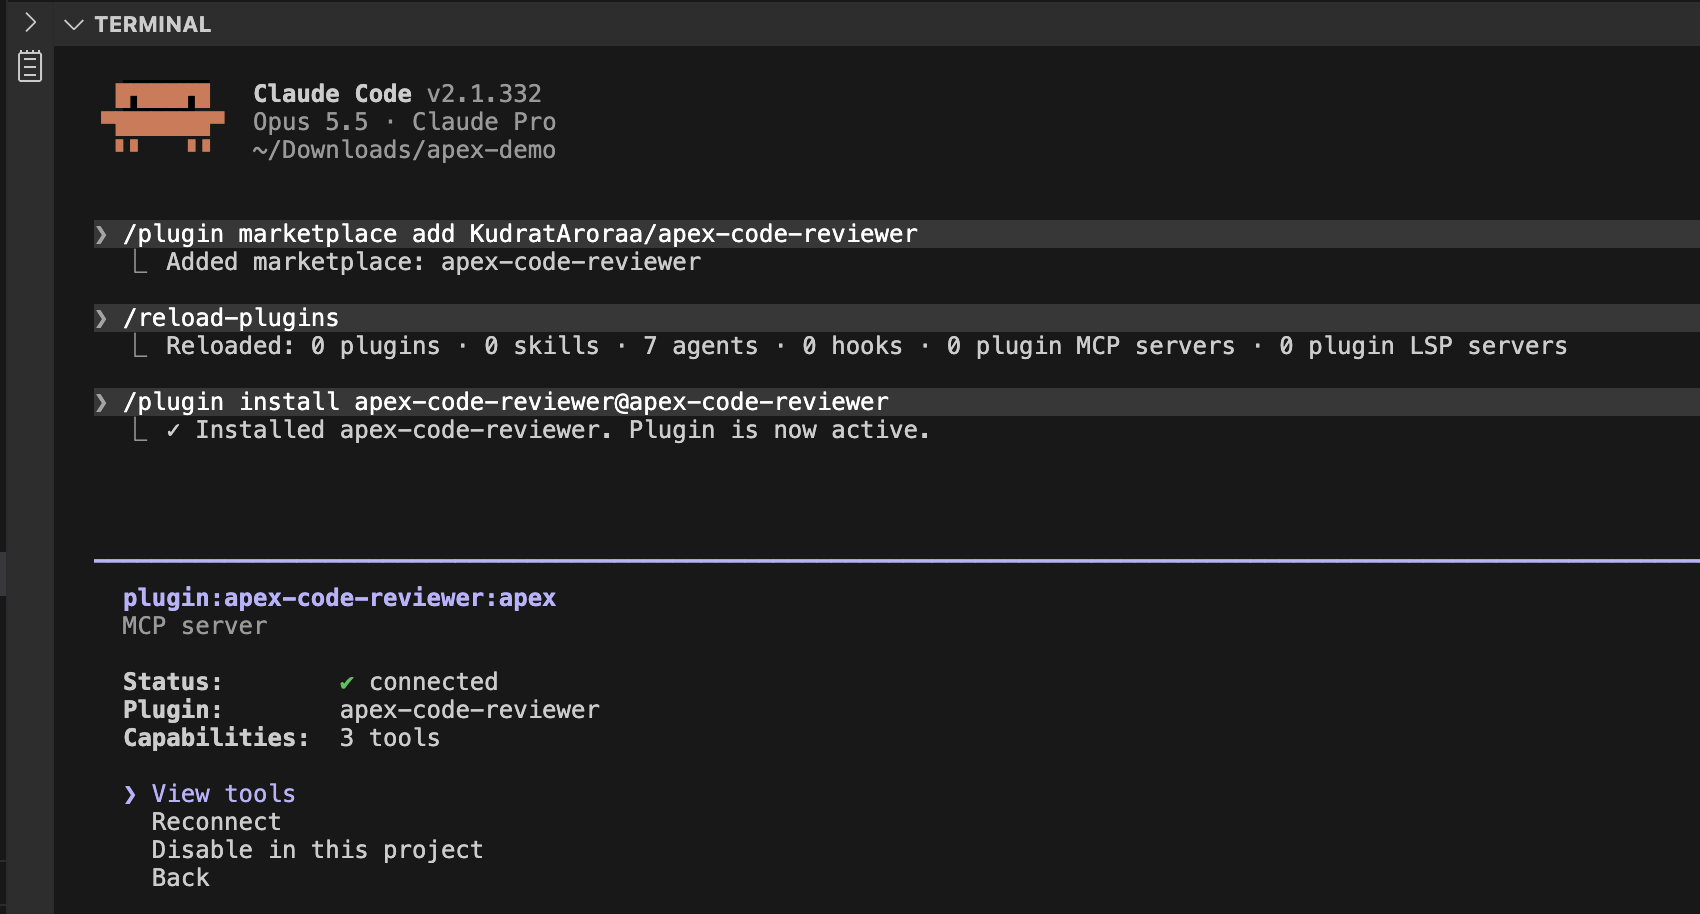 TERMINAL
Claude Code v2.1.332
Opus 5.5 · Claude Pro
~/Downloads/apex-demo
❯ /plugin marketplace add KudratAroraa/apex-code-reviewer
⎿ Added marketplace: apex-code-reviewer
❯ /reload-plugins
⎿ Reloaded: 0 plugins · 0 skills · 7 agents · 0 hooks · 0 plugin MCP servers · 0 plugin LSP servers
❯ /plugin install apex-code-reviewer@apex-code-reviewer
⎿ ✓ Installed apex-code-reviewer. Plugin is now active.
plugin:apex-code-reviewer:apex
MCP server
Status: ✔ connected
Plugin: apex-code-reviewer
Capabilities: 3 tools
❯ View tools
Reconnect
Disable in this project
Back